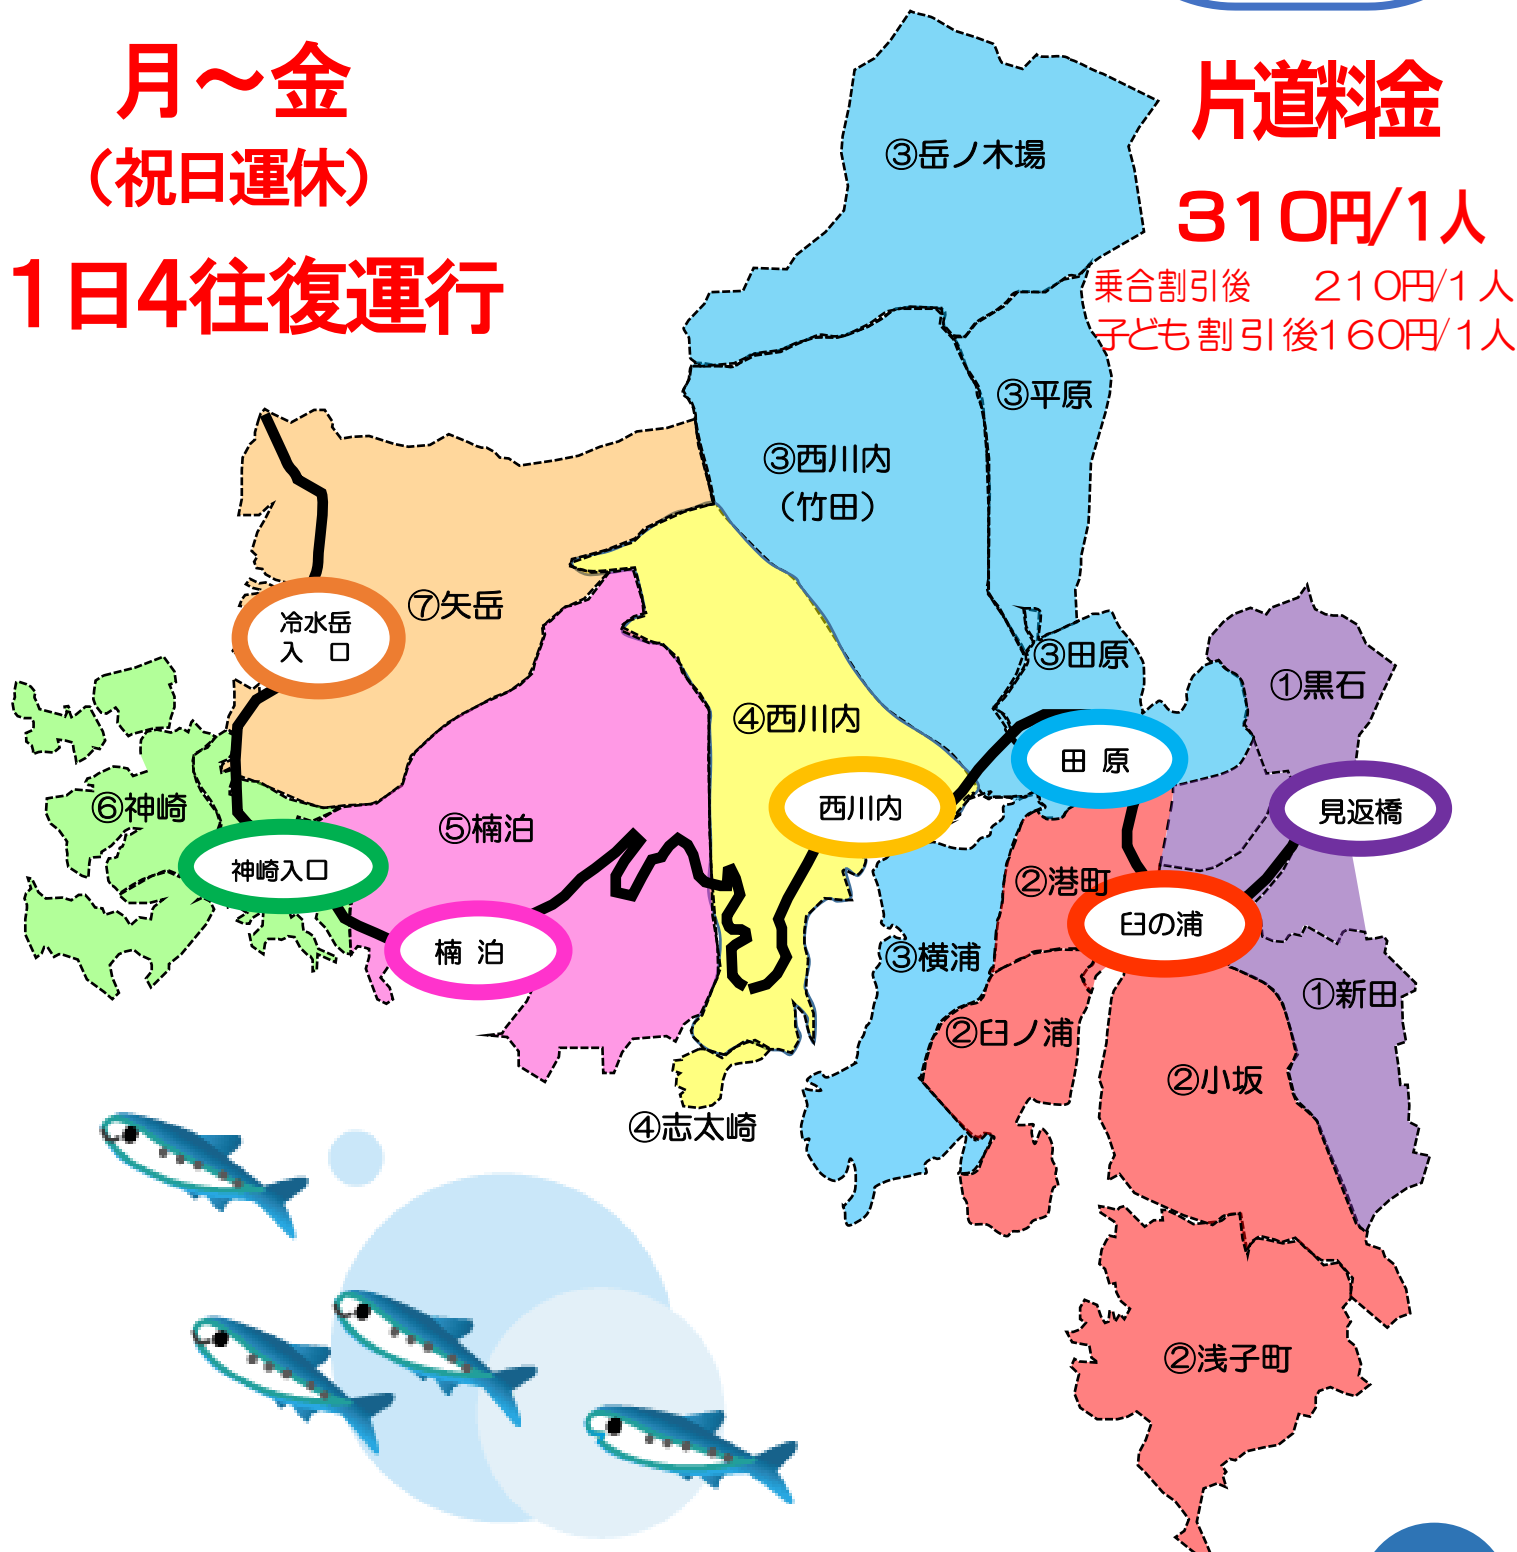 月～金
（祝日運休）
1日4往復運行
片道料金
310円/1人
乗合割引後 210円/1人
子ども割引後160円/1人
③岳ノ木場
③平原
③西川内
（竹田）
⑦矢岳
冷水岳
入 口
③田原
①黒石
④西川内
田 原
⑥神崎
⑤楠泊
西川内
見返橋
神崎入口
②港町
臼の浦
楠 泊
③横浦
①新田
②臼ノ浦
②小坂
④志太崎
②浅子町